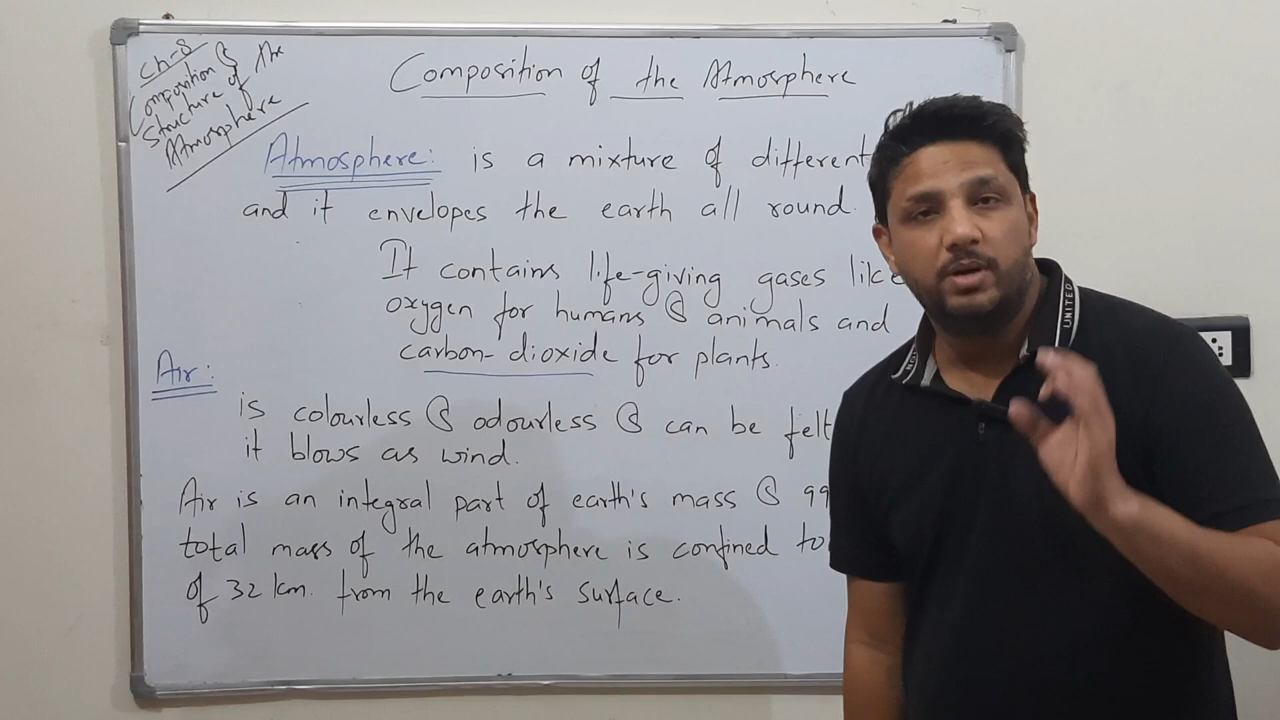 Ch-8
Composition &
Structure of the
Atmosphere
Composition of the Atmosphere
Atmosphere: is a mixture of different
and it envelopes the earth all round.
It contains life-giving gases like
oxygen for humans & animals and
carbon-dioxide for plants.
Air:
is colourless & odourless & can be felt
it blows as wind.
Air is an integral part of earth's mass & 99
total mass of the atmosphere is confined to
of 32 km. from the earth's surface.
UNITED